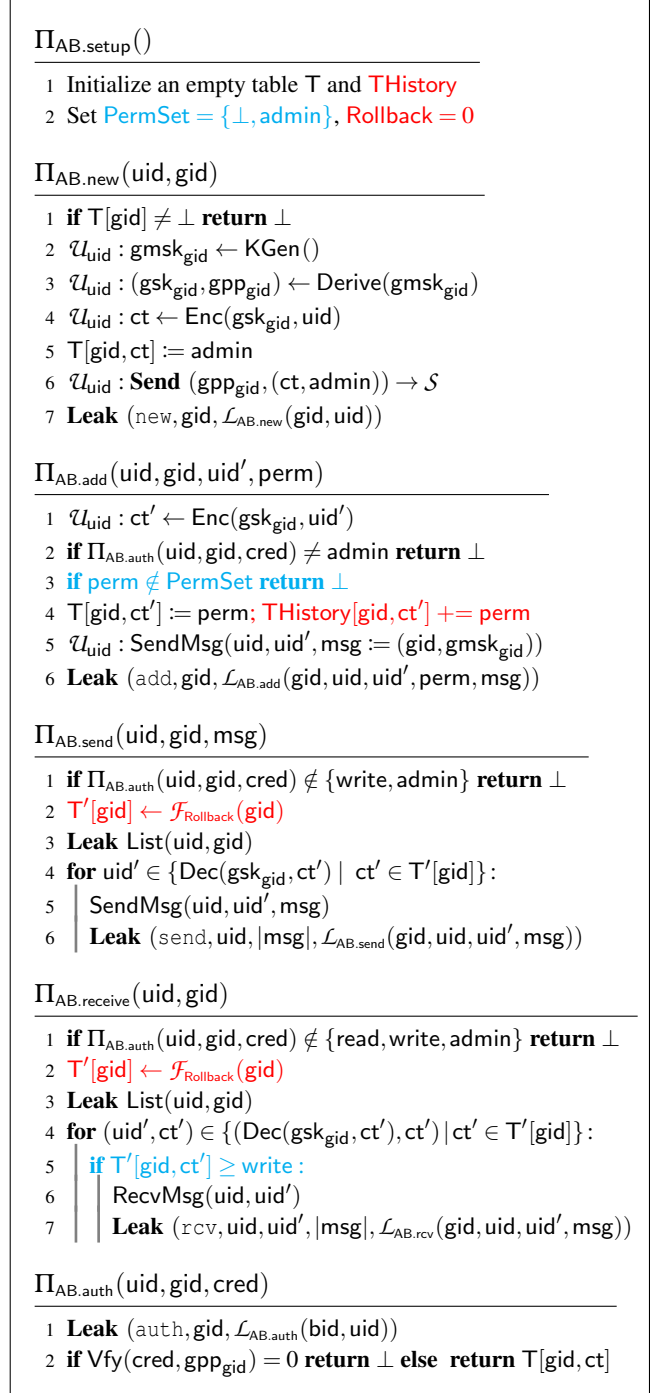 Π_AB.setup()
1 Initialize an empty table T and THistory
2 Set PermSet = {⊥, admin}, Rollback = 0
Π_AB.new(uid, gid)
1 if T[gid] ≠ ⊥ return ⊥
2 𝒰_uid : gmsk_gid ← KGen()
3 𝒰_uid : (gsk_gid, gpp_gid) ← Derive(gmsk_gid)
4 𝒰_uid : ct ← Enc(gsk_gid, uid)
5 T[gid, ct] := admin
6 𝒰_uid : Send (gpp_gid, (ct, admin)) → 𝒮
7 Leak (new, gid, ℒ_AB.new(gid, uid))
Π_AB.add(uid, gid, uid′, perm)
1 𝒰_uid : ct′ ← Enc(gsk_gid, uid′)
2 if Π_AB.auth(uid, gid, cred) ≠ admin return ⊥
3 if perm ∉ PermSet return ⊥
4 T[gid, ct′] := perm; THistory[gid, ct′] += perm
5 𝒰_uid : SendMsg(uid, uid′, msg := (gid, gmsk_gid))
6 Leak (add, gid, ℒ_AB.add(gid, uid, uid′, perm, msg))
Π_AB.send(uid, gid, msg)
1 if Π_AB.auth(uid, gid, cred) ∉ {write, admin} return ⊥
2 T′[gid] ← ℱ_Rollback(gid)
3 Leak List(uid, gid)
4 for uid′ ∈ {Dec(gsk_gid, ct′) | ct′ ∈ T′[gid]} :
5 SendMsg(uid, uid′, msg)
6 Leak (send, uid, |msg|, ℒ_AB.send(gid, uid, uid′, msg))
Π_AB.receive(uid, gid)
1 if Π_AB.auth(uid, gid, cred) ∉ {read, write, admin} return ⊥
2 T′[gid] ← ℱ_Rollback(gid)
3 Leak List(uid, gid)
4 for (uid′, ct′) ∈ {(Dec(gsk_gid, ct′), ct′) | ct′ ∈ T′[gid]} :
5 if T′[gid, ct′] ≥ write :
6 RecvMsg(uid, uid′)
7 Leak (rcv, uid, uid′, |msg|, ℒ_AB.rcv(gid, uid, uid′, msg))
Π_AB.auth(uid, gid, cred)
1 Leak (auth, gid, ℒ_AB.auth(bid, uid))
2 if Vfy(cred, gpp_gid) = 0 return ⊥ else return T[gid, ct]